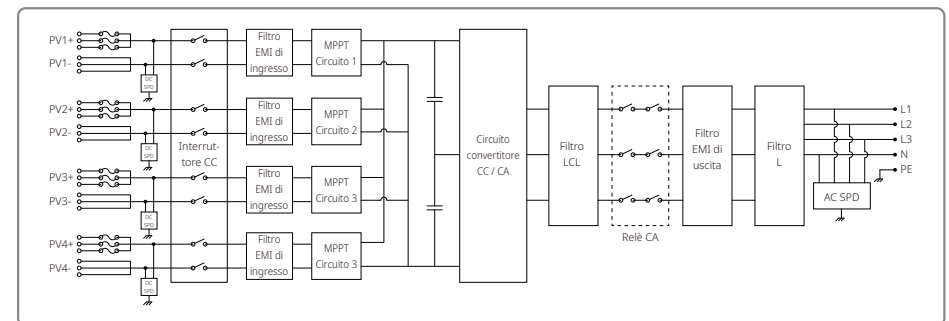 PV1+
PV1-
DC
SPD
PV2+
PV2-
DC
SPD
PV3+
PV3-
DC
SPD
PV4+
PV4-
DC
SPD
Interrut-
tore CC
Filtro
EMI di
ingresso
MPPT
Circuito 1
Filtro
EMI di
ingresso
MPPT
Circuito 2
Filtro
EMI di
ingresso
MPPT
Circuito 3
Filtro
EMI di
ingresso
MPPT
Circuito 3
Circuito
convertitore
CC / CA
Filtro
LCL
Relè CA
Filtro
EMI di
uscita
Filtro
L
L1
L2
L3
N
PE
AC SPD